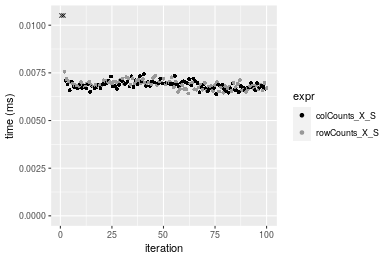 0.0100
0.0075
0.0050
0.0025
0.0000
time (ms)
0
25
50
75
100
iteration
expr
colCounts_X_S
rowCounts_X_S